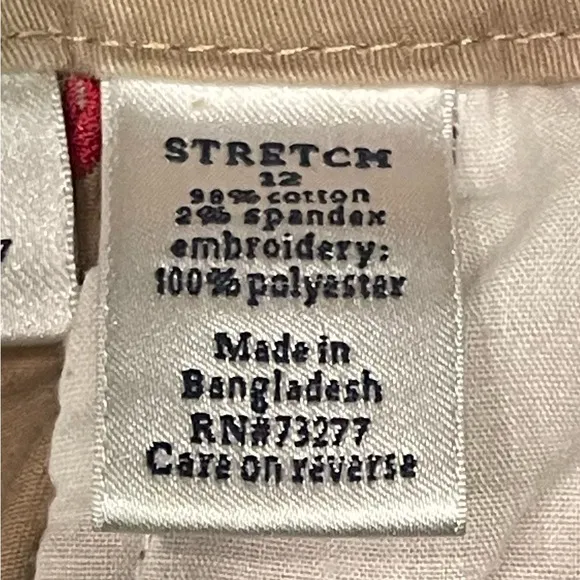 STRETCH
12
98% cotton
2% spandex
embroidery:
100% polyester
Made in
Bangladesh
RN#73277
Care on reverse